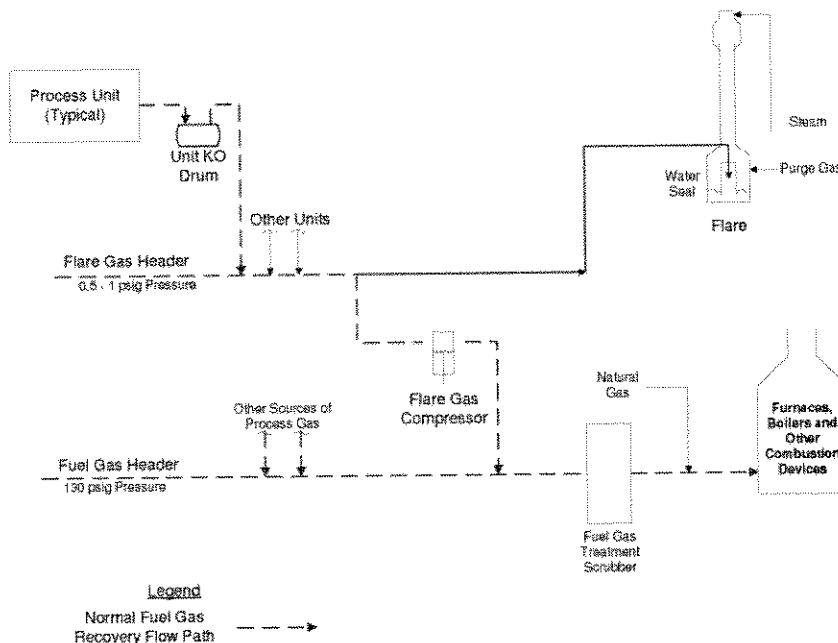 Process Unit
(Typical)
Unit KO
Drum
Steam
Purge Gas
Water
Seal
Flare
Other Units
Flare Gas Header
0.5 - 1 psig Pressure
Flare Gas
Compressor
Natural
Gas
Other Sources of
Process Gas
Furnaces,
Boilers and
Other
Combustion
Devices
Fuel Gas Header
130 psig Pressure
Fuel Gas
Treatment
Scrubber
Legend
Normal Fuel Gas
Recovery Flow Path